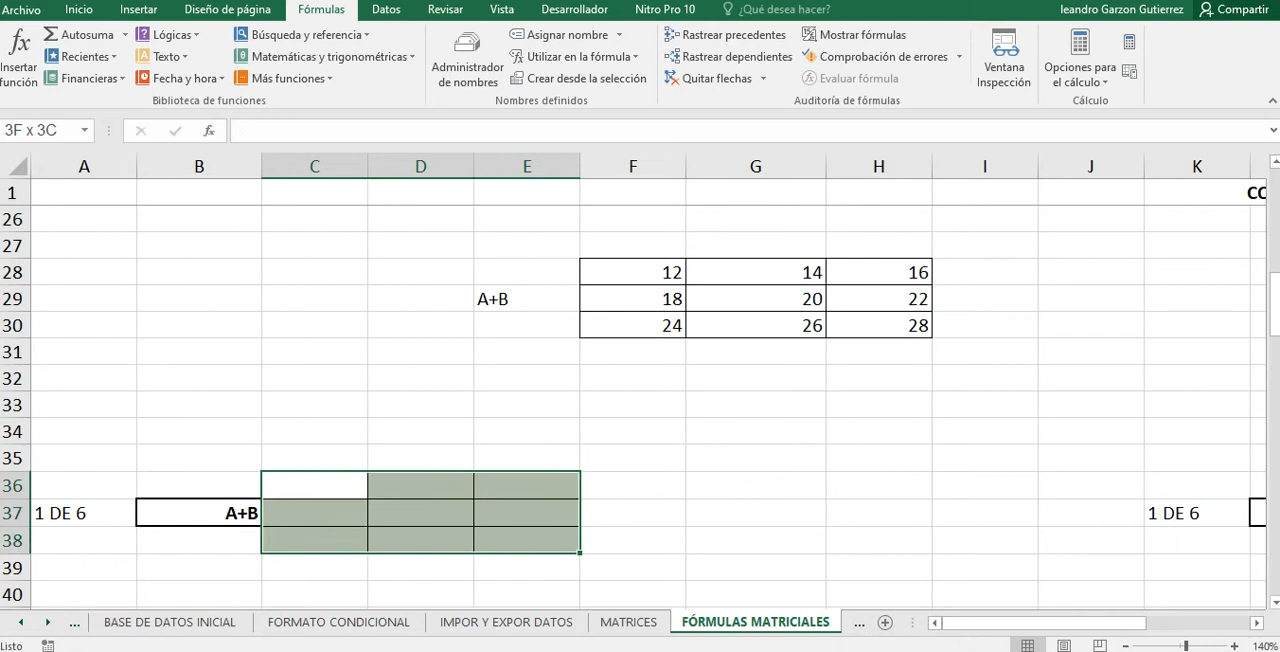 Archivo Inicio Insertar Diseño de página Fórmulas Datos Revisar Vista Desarrollador Nitro Pro 10 ¿Qué desea hacer? leandro Garzon Gutierrez Compartir
fx Insertar función
Autosuma Lógicas Búsqueda y referencia
Recientes Texto Matemáticas y trigonométricas
Financieras Fecha y hora Más funciones
Biblioteca de funciones
Administrador de nombres
Asignar nombre
Utilizar en la fórmula
Crear desde la selección
Nombres definidos
Rastrear precedentes Mostrar fórmulas
Rastrear dependientes Comprobación de errores
Quitar flechas Evaluar fórmula
Auditoría de fórmulas
Ventana Inspección
Opciones para el cálculo
Cálculo
3F x 3C fx
A B C D E F G H I J K
1 CO
26
27
28 12 14 16
29 A+B 18 20 22
30 24 26 28
31
32
33
34
35
36
37 1 DE 6 A+B 1 DE 6
38
39
40
... BASE DE DATOS INICIAL FORMATO CONDICIONAL IMPOR Y EXPOR DATOS MATRICES FÓRMULAS MATRICIALES ...
Listo 140%